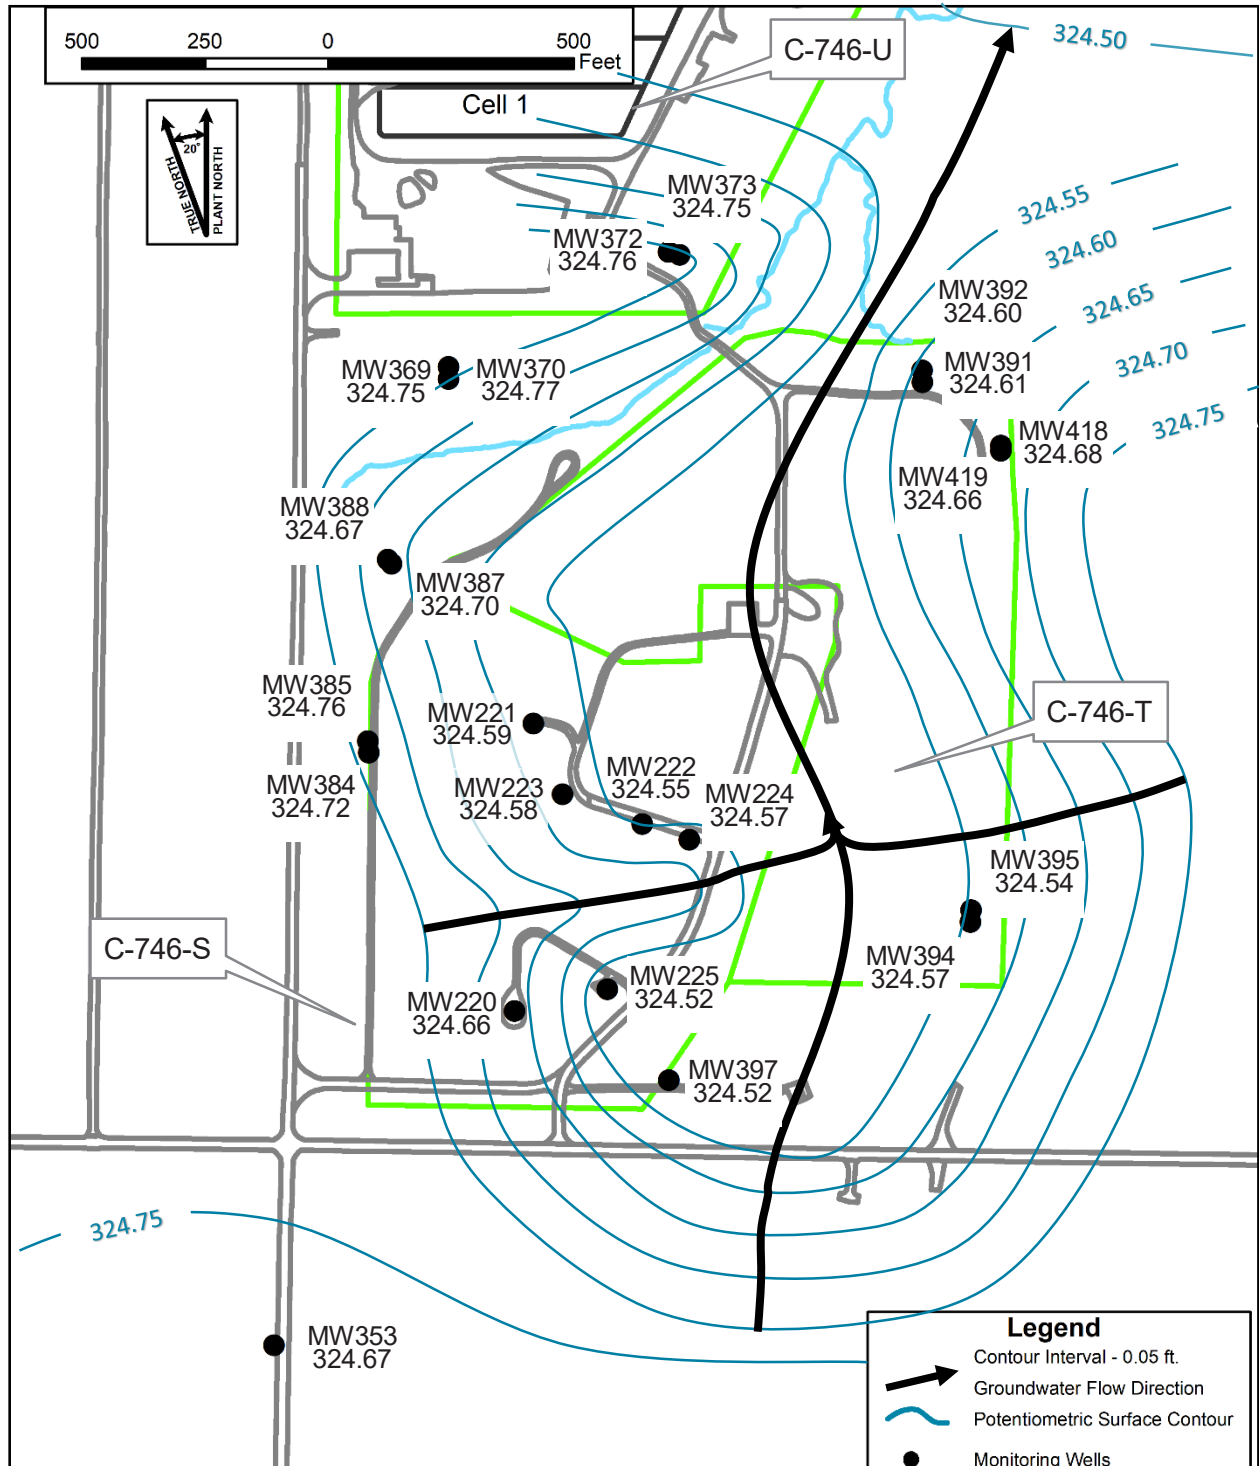 500 250 0 500
Feet
C-746-U
324.50
Cell 1
20°
TRUE NORTH
PLANT NORTH
MW373
324.75
324.55
MW372
324.76
324.60
MW392
324.60
324.65
MW369
324.75
MW370
324.77
MW391
324.61
324.70
324.75
MW418
324.68
MW419
324.66
MW388
324.67
MW387
324.70
MW385
324.76
C-746-T
MW221
324.59
MW384
324.72
MW223
324.58
MW222
324.55
MW224
324.57
MW395
324.54
C-746-S
MW394
324.57
MW225
324.52
MW220
324.66
MW397
324.52
324.75
MW353
324.67
Legend
Contour Interval - 0.05 ft.
Groundwater Flow Direction
Potentiometric Surface Contour
Monitoring Wells